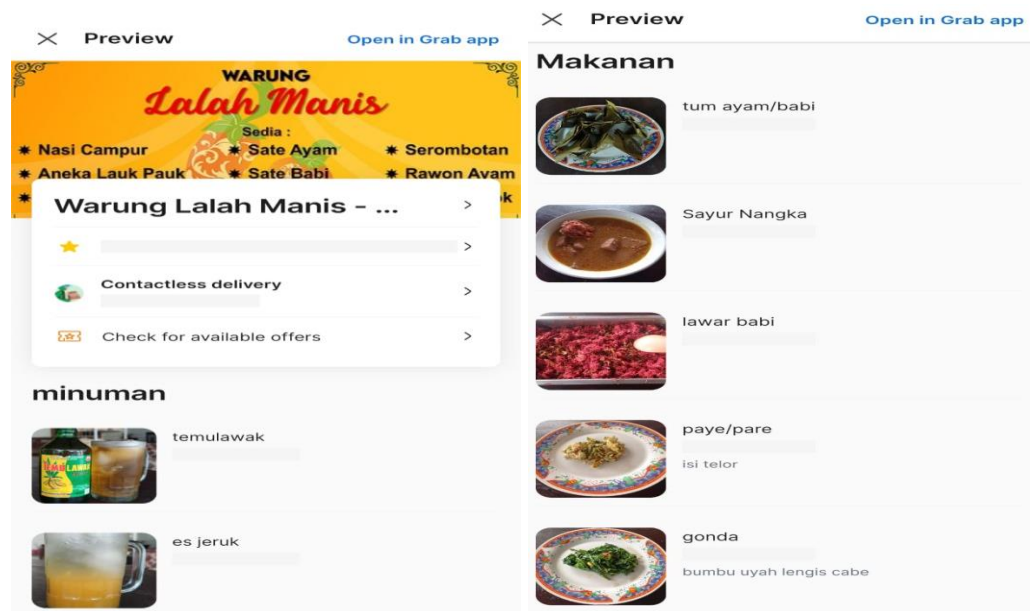 Preview
Open in Grab app
WARUNG
Lalah Manis
Sedia :
✷ Nasi Campur ✷ Sate Ayam ✷ Serombotan
✷ Aneka Lauk Pauk ✷ Sate Babi ✷ Rawon Ayam
Warung Lalah Manis – ...
Contactless delivery
Check for available offers
minuman
temulawak
es jeruk
Preview
Open in Grab app
Makanan
tum ayam/babi
Sayur Nangka
lawar babi
paye/pare
isi telor
gonda
bumbu uyah lengis cabe